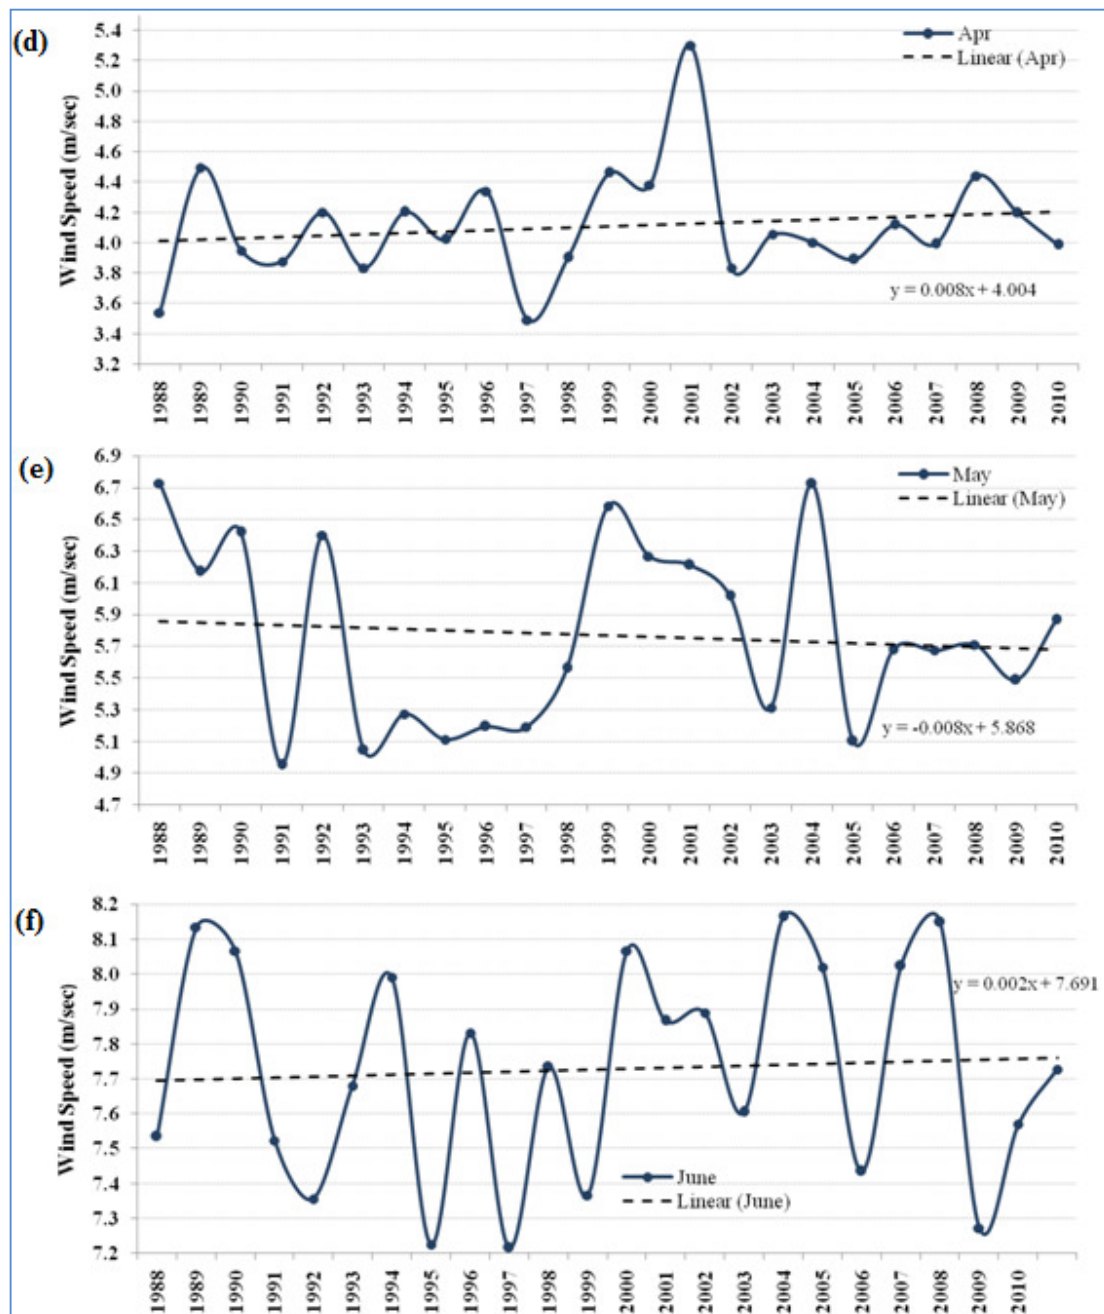 (d)
Wind Speed (m/sec)
5.4
5.2
5.0
4.8
4.6
4.4
4.2
4.0
3.8
3.6
3.4
3.2
Apr
Linear (Apr)
y = 0.008x + 4.004
1988 1989 1990 1991 1992 1993 1994 1995 1996 1997 1998 1999 2000 2001 2002 2003 2004 2005 2006 2007 2008 2009 2010
(e)
Wind Speed (m/sec)
6.9
6.7
6.5
6.3
6.1
5.9
5.7
5.5
5.3
5.1
4.9
4.7
May
Linear (May)
y = -0.008x + 5.868
1988 1989 1990 1991 1992 1993 1994 1995 1996 1997 1998 1999 2000 2001 2002 2003 2004 2005 2006 2007 2008 2009 2010
(f)
Wind Speed (m/sec)
8.2
8.1
8.0
7.9
7.8
7.7
7.6
7.5
7.4
7.3
7.2
y = 0.002x + 7.691
June
Linear (June)
1988 1989 1990 1991 1992 1993 1994 1995 1996 1997 1998 1999 2000 2001 2002 2003 2004 2005 2006 2007 2008 2009 2010